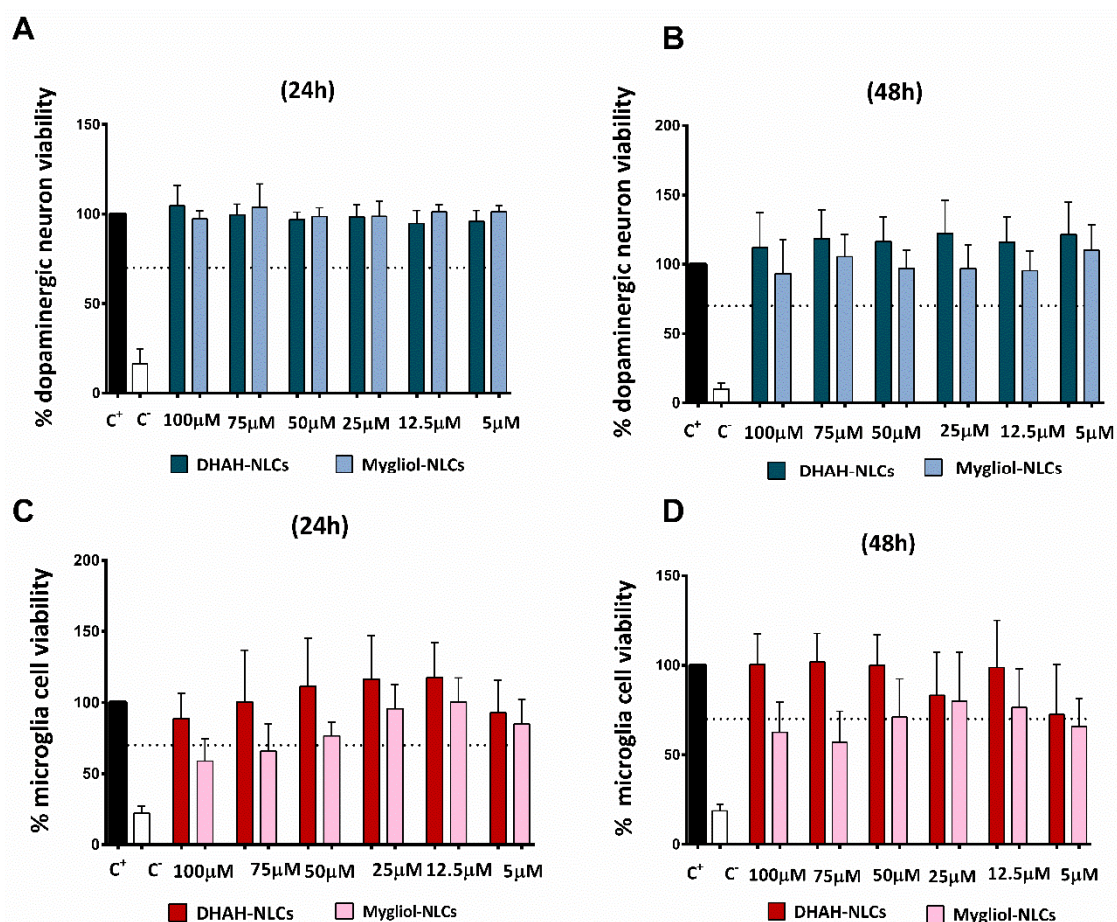 A
(24h)
% dopaminergic neuron viability
150
100
50
0
C⁺ C⁻ 100μM 75μM 50μM 25μM 12.5μM 5μM
DHAH-NLCs Mygliol-NLCs
B
(48h)
% dopaminergic neuron viability
200
150
100
50
0
C⁺ C⁻ 100μM 75μM 50μM 25μM 12.5μM 5μM
DHAH-NLCs Mygliol-NLCs
C
(24h)
% microglia cell viability
200
150
100
50
0
C⁺ C⁻ 100μM 75μM 50μM 25μM 12.5μM 5μM
DHAH-NLCs Mygliol-NLCs
D
(48h)
% microglia cell viability
150
100
50
0
C⁺ C⁻ 100μM 75μM 50μM 25μM 12.5μM 5μM
DHAH-NLCs Mygliol-NLCs